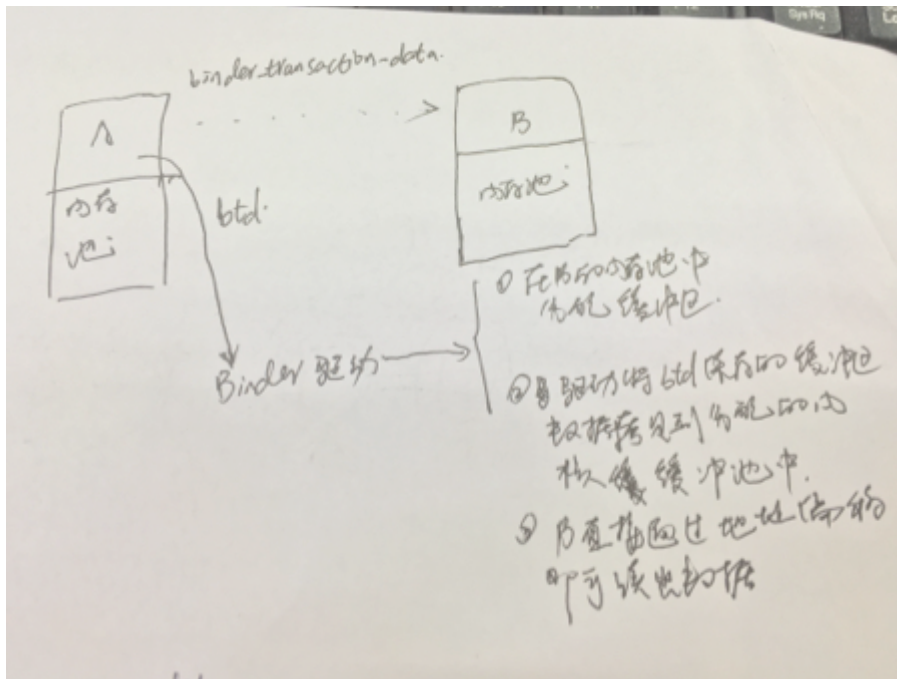 binder_transaction_data.
A
B
内存
池
内存池
btd.
① 在B的内存池中
分配缓冲区.
Binder驱动
② 驱动将btd保存的缓冲区
数据拷贝到分配的内
核缓冲池中.
③ B直接通过地址偏移
即可读出数据
Sys Rq